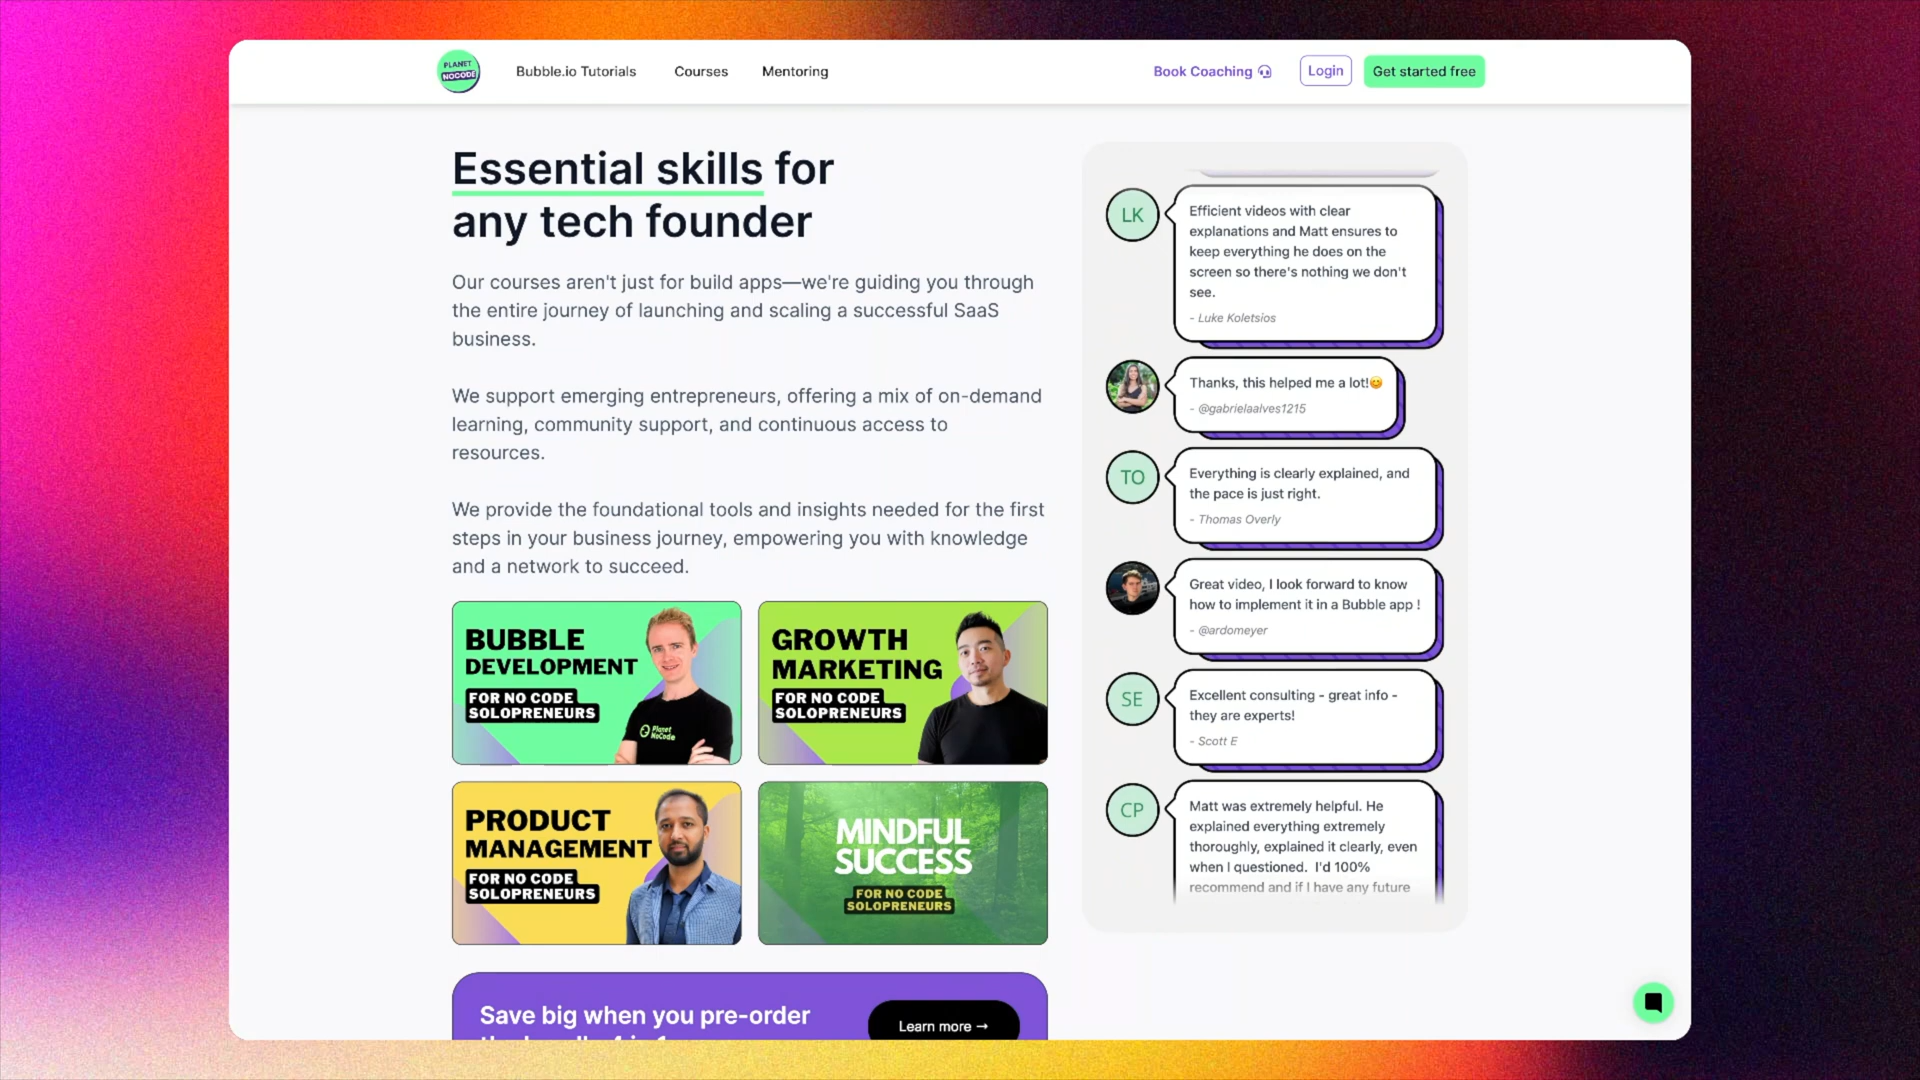 PLANET
NOCODE
Bubble.io Tutorials
Courses
Mentoring
Book Coaching
Login
Get started free
Essential skills for
any tech founder
Our courses aren't just for build apps—we're guiding you through
the entire journey of launching and scaling a successful SaaS
business.
We support emerging entrepreneurs, offering a mix of on-demand
learning, community support, and continuous access to
resources.
We provide the foundational tools and insights needed for the first
steps in your business journey, empowering you with knowledge
and a network to succeed.
BUBBLE
DEVELOPMENT
FOR NO CODE
SOLOPRENEURS
Planet
NoCode
GROWTH
MARKETING
FOR NO CODE
SOLOPRENEURS
PRODUCT
MANAGEMENT
FOR NO CODE
SOLOPRENEURS
MINDFUL
SUCCESS
FOR NO CODE
SOLOPRENEURS
Save big when you pre-order
Learn more →
LK
Efficient videos with clear
explanations and Matt ensures to
keep everything he does on the
screen so there's nothing we don't
see.
- Luke Koletsios
Thanks, this helped me a lot!😊
- @gabrielaalves1215
TO
Everything is clearly explained, and
the pace is just right.
- Thomas Overly
Great video, I look forward to know
how to implement it in a Bubble app !
- @ardomeyer
SE
Excellent consulting - great info -
they are experts!
- Scott E
CP
Matt was extremely helpful. He
explained everything extremely
thoroughly, explained it clearly, even
when I questioned. I'd 100%
recommend and if I have any future